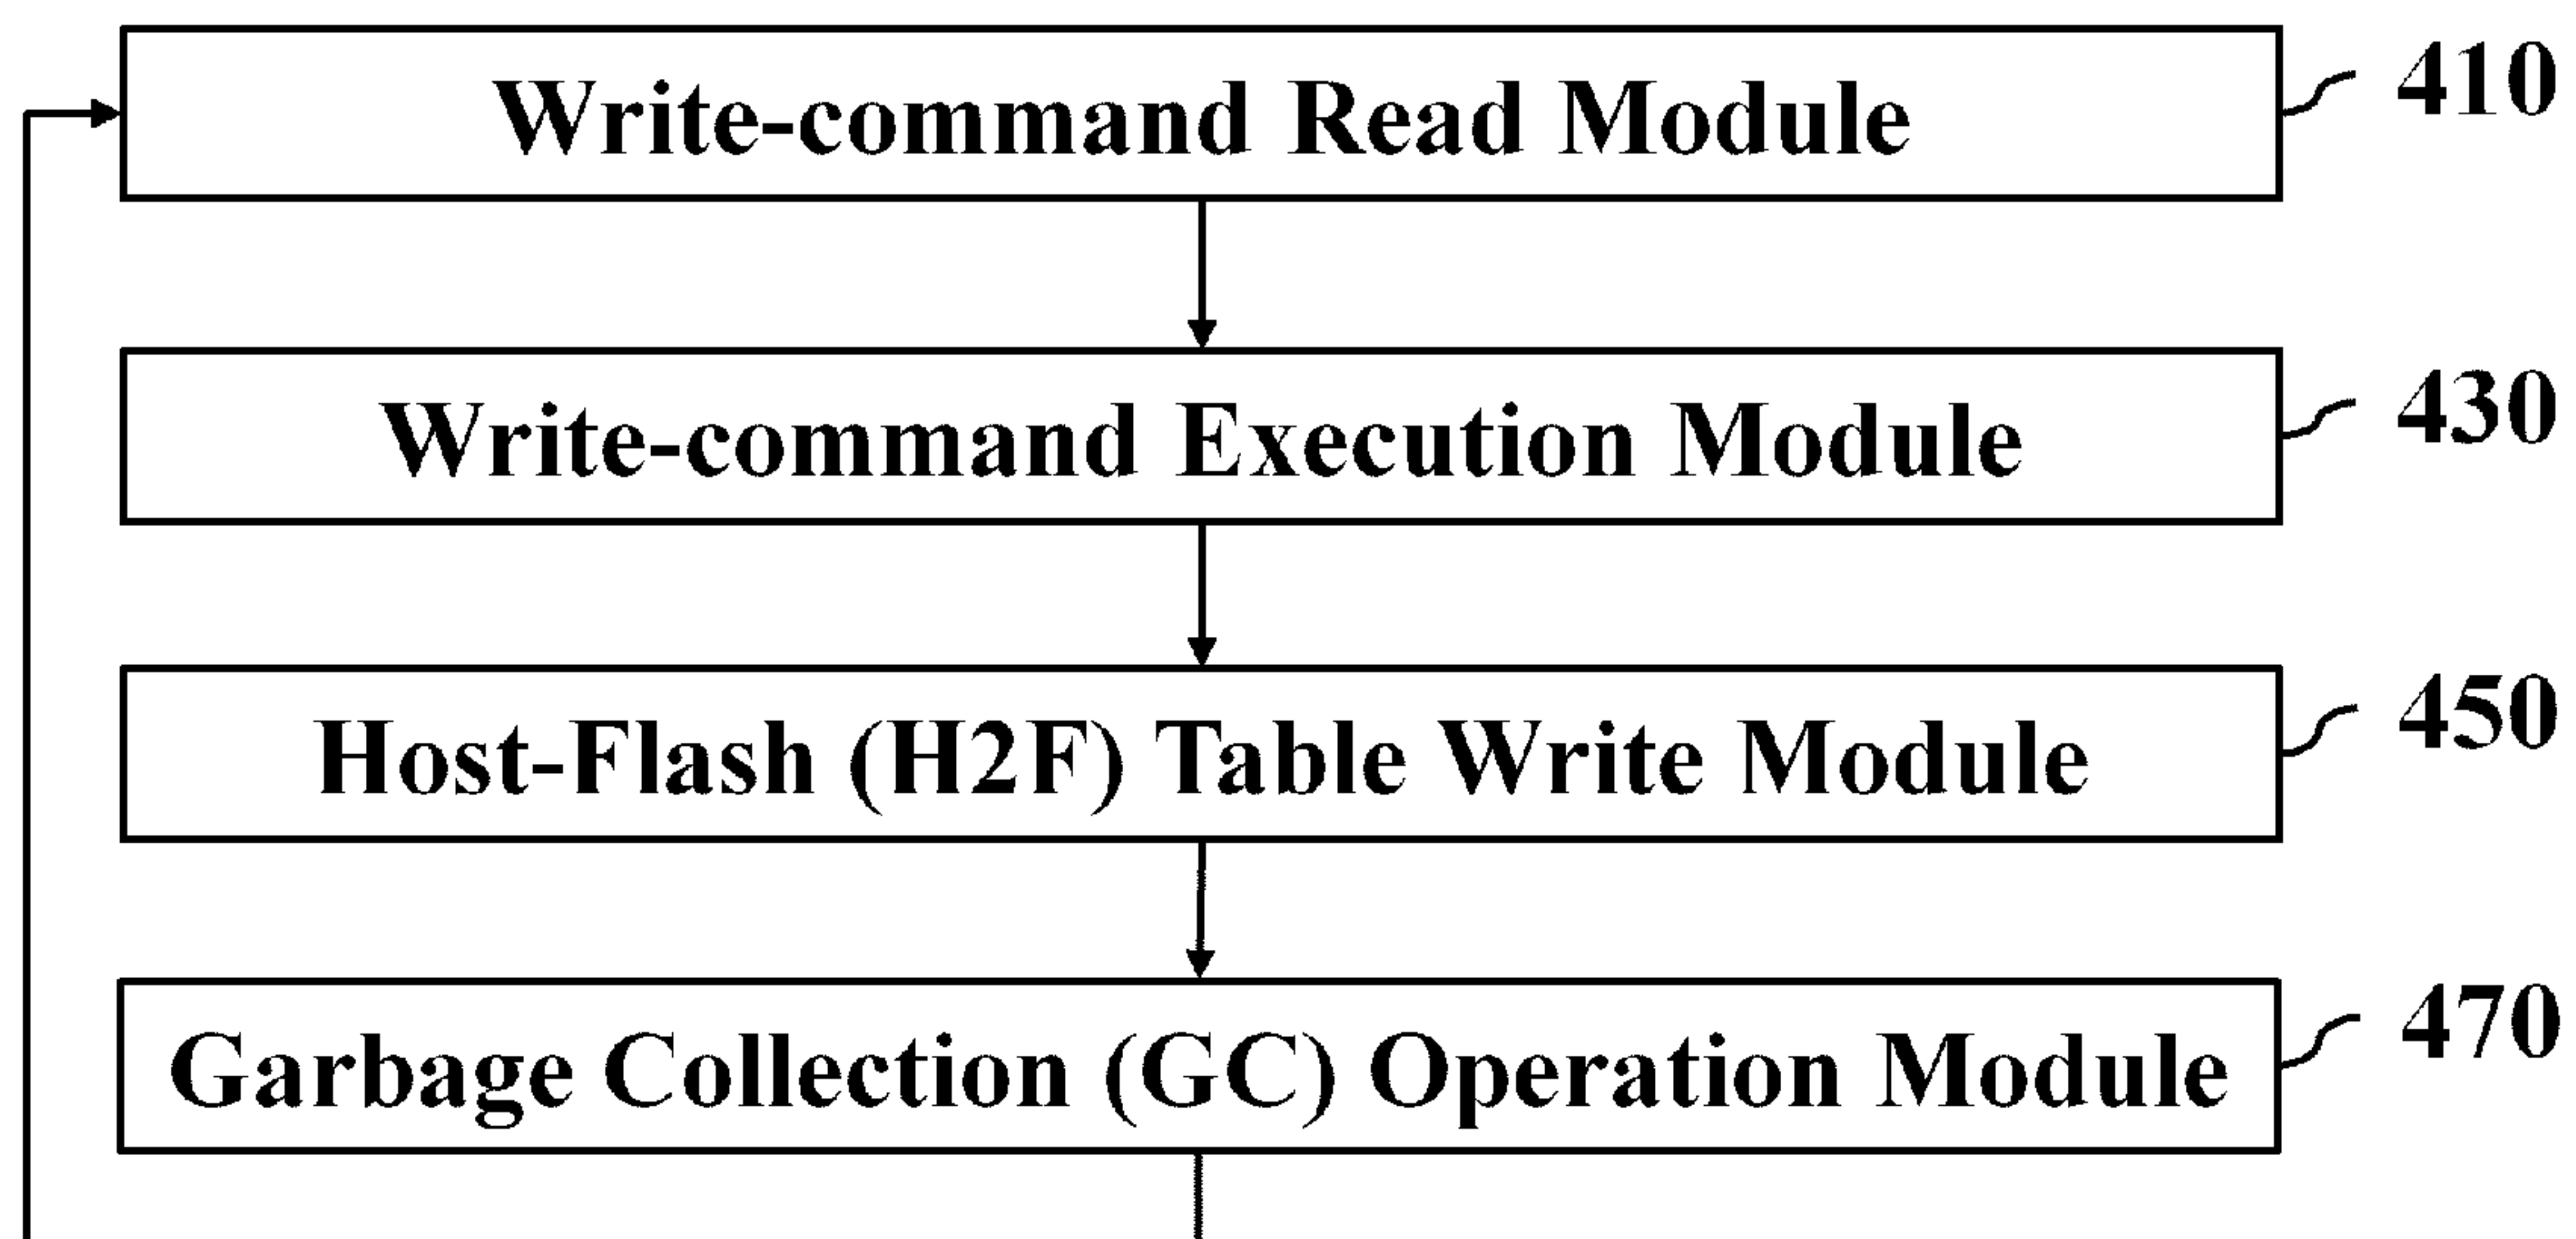 Write-command Read Module 410
Write-command Execution Module 430
Host-Flash (H2F) Table Write Module 450
Garbage Collection (GC) Operation Module 470